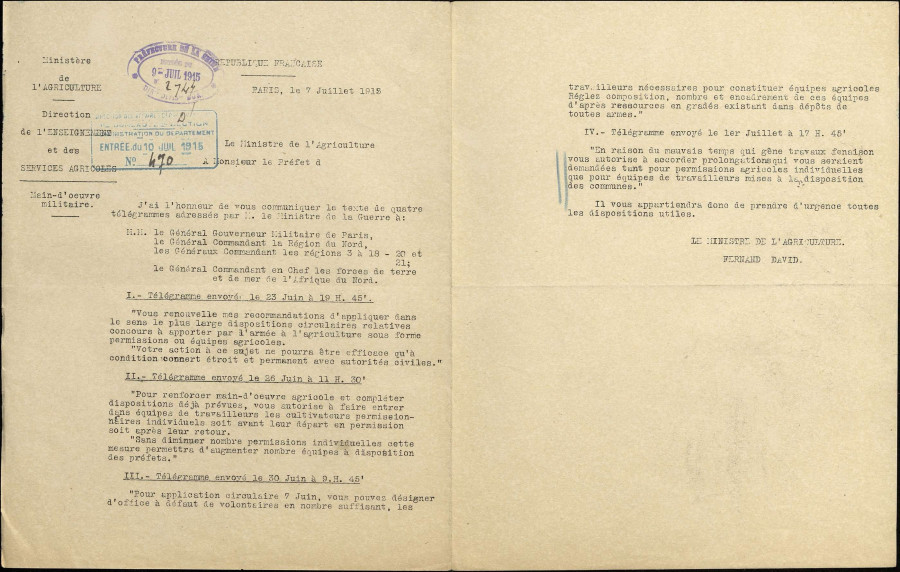 Ministère
de
l'AGRICULTURE
Direction
de l'ENSEIGNEMENT
et des
SERVICES AGRICOLES
Main-d'oeuvre
militaire.
PRÉFECTURE DE LA
9 - JUIL 1915
N° 2744
REPUBLIQUE FRANCAISE
PARIS, le 7 Juillet 1915
ADMINISTRATION DU DEPARTEMENT
ENTRÉE du 10 JUIL 1915
N° 470
Le Ministre de l'Agriculture
A Monsieur le Préfet d
J'ai l'honneur de vous communiquer le texte de quatre
télégrammes adressés par M. le Ministre de la Guerre à:
M.M. le Général Gouverneur Militaire de Paris,
le Général Commandant la Région du Nord,
les Généraux Commandant les régions 3 à 18 - 20 et
21;
le Général Commandant en Chef les forces de terre
et de mer de l'Afrique du Nord.
I.- Télégramme envoyé le 23 Juin à 19 H. 45'.
"Vous renouvelle mes recommandations d'appliquer dans
le sens le plus large dispositions circulaires relatives
concours à apporter par l'armée à l'agriculture sous forme
permissions ou équipes agricoles.
"Votre action à ce sujet ne pourra être efficace qu'à
condition connert étroit et permanent avec autorités civiles."
II.- Télégramme envoyé le 26 Juin à 11 H. 30'
"Pour renforcer main-d'oeuvre agricole et compléter
dispositions déjà prévues, vous autorise à faire entrer
dans équipes de travailleurs les cultivateurs permission-
naires individuels soit avant leur départ en permission
soit après leur retour.
"Sans diminuer nombre permissions individuelles cette
mesure permettra d'augmenter nombre équipes à disposition
des préfets."
III.- Télégramme envoyé le 30 Juin à 9.H. 45'
"Pour application circulaire 7 Juin, vous pouvez désigner
d'office à défaut de volontaires en nombre suffisant, les
travailleurs nécessaires pour constituer équipes agricoles
Réglez composition, nombre et encadrement de ces équipes
d'après ressources en gradés existant dans dépôts de
toutes armes."
IV.- Télégramme envoyé le 1er Juillet à 17 H. 45'
"En raison du mauvais temps qui gêne travaux fenaison
vous autorise à accorder prolongationsqui vous seraient
demandées tant pour permissions agricoles individuelles
que pour équipes de travailleurs mises à la disposition
des communes."
Il vous appartiendra donc de prendre d'urgence toutes
les dispositions utiles.
LE MINISTRE DE L'AGRICULTURE.
FERNAND DAVID.